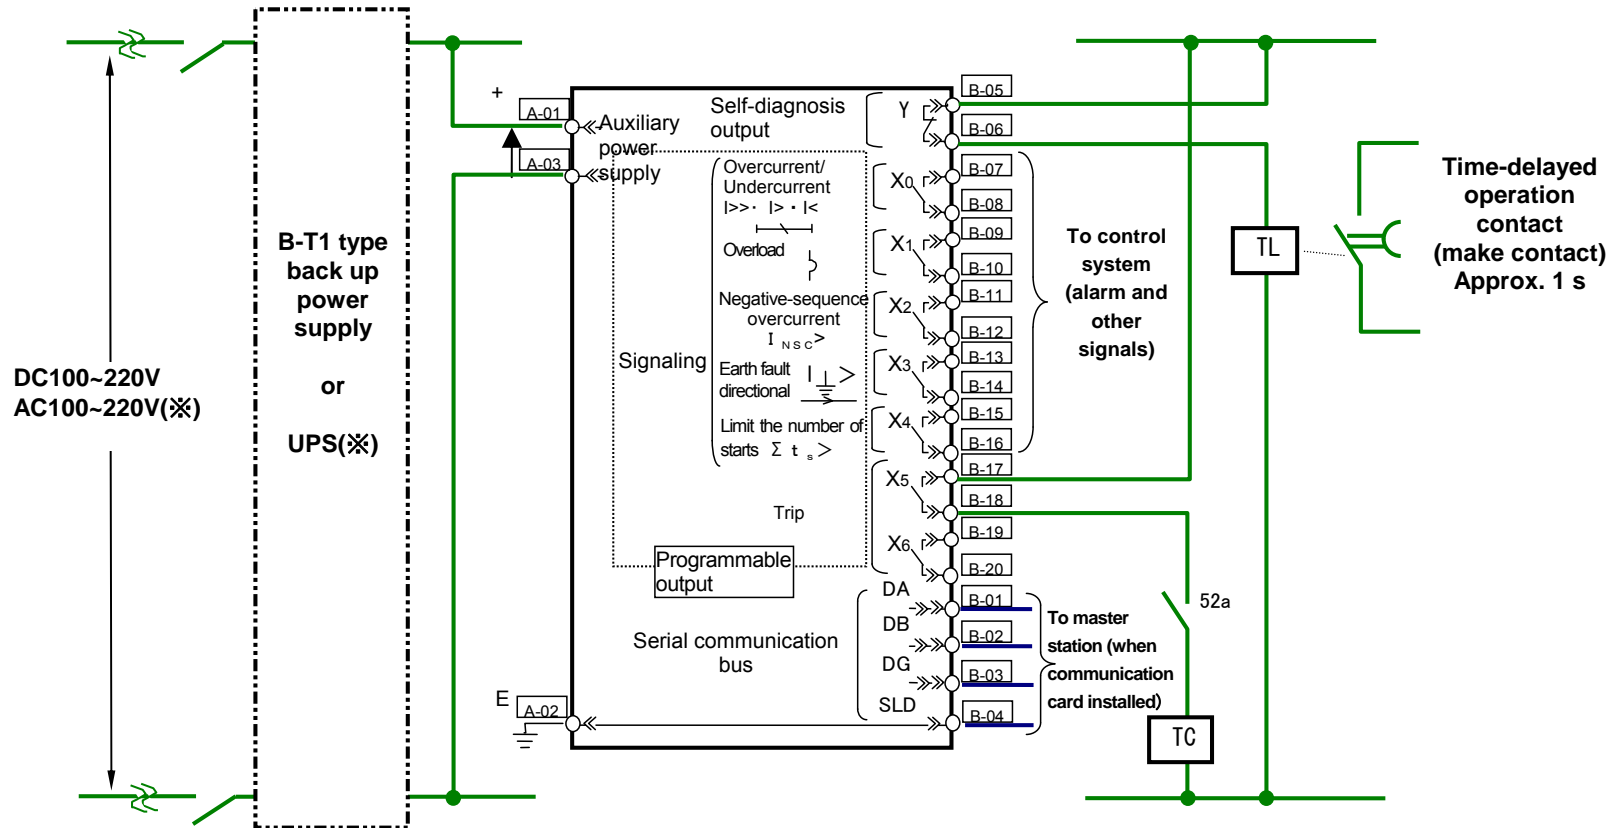 DC100~220V
AC100~220V(※)
B-T1 type
back up
power
supply
or
UPS(※)
+
A-01
A-03
Auxiliary
power
supply
E
A-02
Self-diagnosis
output
Signaling
Overcurrent/
Undercurrent
I>>· I> · I<
Overload
Negative-sequence
overcurrent
I NSC>
Earth fault
directional
I >
Limit the number of
starts Σ t s >
Trip
Programmable
output
Serial communication
bus
Y
X0
X1
X2
X3
X4
X5
X6
DA
DB
DG
SLD
B-05
B-06
B-07
B-08
B-09
B-10
B-11
B-12
B-13
B-14
B-15
B-16
B-17
B-18
B-19
B-20
B-01
B-02
B-03
B-04
To control
system
(alarm and
other
signals)
To master
station (when
communication
card installed)
TL
52a
TC
Time-delayed
operation
contact
(make contact)
Approx. 1 s